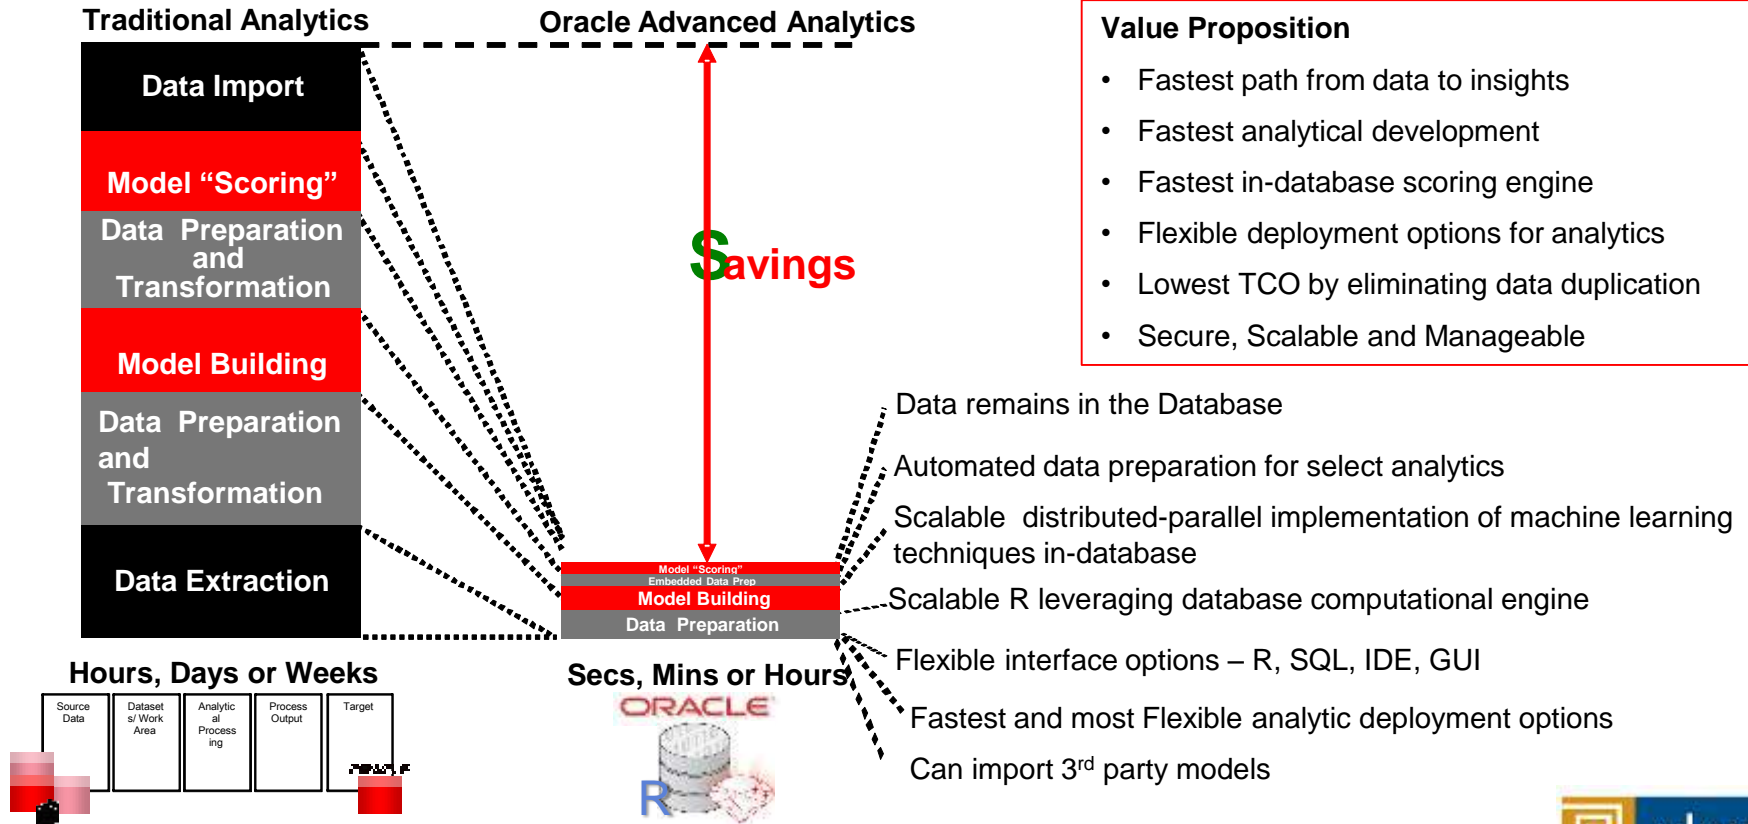 Traditional Analytics
Oracle Advanced Analytics
Data Import
Model “Scoring”
Data Preparation
and
Transformation
Model Building
Data Preparation
and
Transformation
Data Extraction
Hours, Days or Weeks
Source
Data
Dataset
s/ Work
Area
Analytic
al
Process
ing
Process
Output
Target
Savings
Model “Scoring”
Embedded Data Prep
Model Building
Data Preparation
Secs, Mins or Hours
ORACLE
R
Value Proposition
• Fastest path from data to insights
• Fastest analytical development
• Fastest in-database scoring engine
• Flexible deployment options for analytics
• Lowest TCO by eliminating data duplication
• Secure, Scalable and Manageable
Data remains in the Database
Automated data preparation for select analytics
Scalable distributed-parallel implementation of machine learning
techniques in-database
Scalable R leveraging database computational engine
Flexible interface options – R, SQL, IDE, GUI
Fastest and most Flexible analytic deployment options
Can import 3rd party models